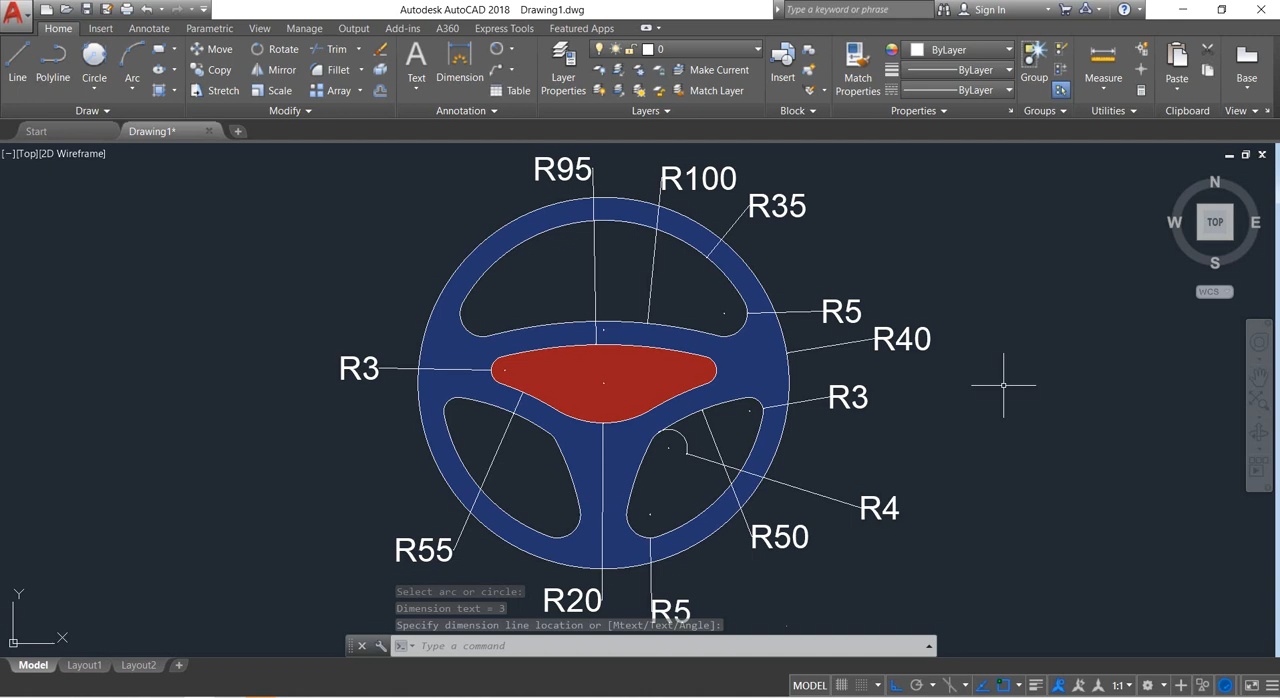 Autodesk AutoCAD 2018 Drawing1.dwg
Type a keyword or phrase
Sign In
Home Insert Annotate Parametric View Manage Output Add-ins A360 Express Tools Featured Apps
Line
Polyline
Circle
Arc
Move
Rotate
Trim
Copy
Mirror
Fillet
Stretch
Scale
Array
Text
Dimension
Table
Layer
Properties
0
Make Current
Match Layer
Insert
Match
Properties
ByLayer
ByLayer
ByLayer
Group
Measure
Paste
Base
Draw
Modify
Annotation
Layers
Block
Properties
Groups
Utilities
Clipboard
View
Start
Drawing1*
[−][Top][2D Wireframe]
N
W
TOP
E
S
WCS
R95
R100
R35
R5
R40
R3
R3
R4
R50
R55
R20
R5
Y
X
Select arc or circle:
Dimension text = 3
Specify dimension line location or [Mtext/Text/Angle]:
Type a command
Model Layout1 Layout2
MODEL
1:1